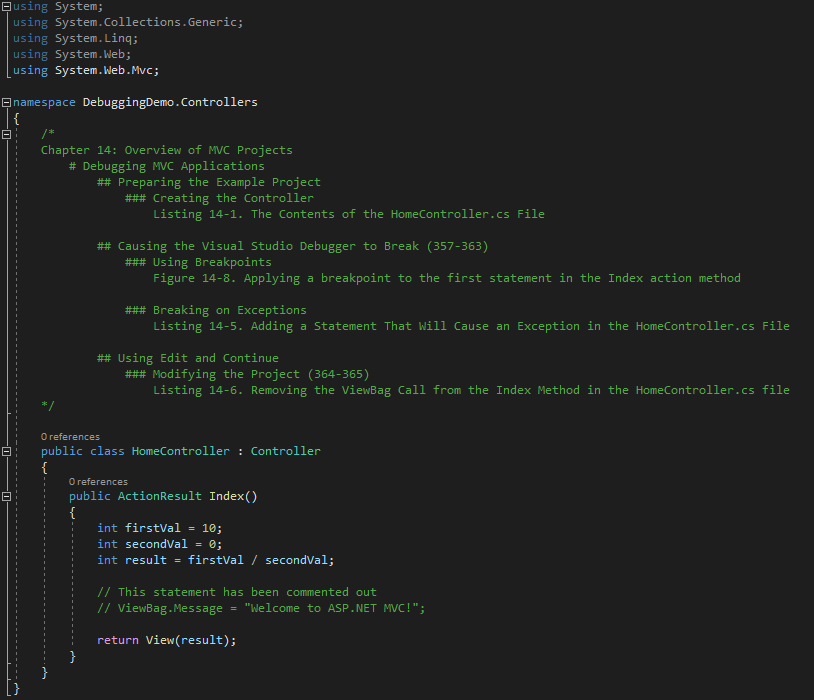 using System;
using System.Collections.Generic;
using System.Linq;
using System.Web;
using System.Web.Mvc;

namespace DebuggingDemo.Controllers
{
    /*
    Chapter 14: Overview of MVC Projects
        # Debugging MVC Applications
            ## Preparing the Example Project
                ### Creating the Controller
                    Listing 14-1. The Contents of the HomeController.cs File

            ## Causing the Visual Studio Debugger to Break (357-363)
                ### Using Breakpoints
                    Figure 14-8. Applying a breakpoint to the first statement in the Index action method

                ### Breaking on Exceptions
                    Listing 14-5. Adding a Statement That Will Cause an Exception in the HomeController.cs File

            ## Using Edit and Continue
                ### Modifying the Project (364-365)
                    Listing 14-6. Removing the ViewBag Call from the Index Method in the HomeController.cs file
    */

    0 references
    public class HomeController : Controller
    {
        0 references
        public ActionResult Index()
        {
            int firstVal = 10;
            int secondVal = 0;
            int result = firstVal / secondVal;

            // This statement has been commented out
            // ViewBag.Message = "Welcome to ASP.NET MVC!";

            return View(result);
        }
    }
}